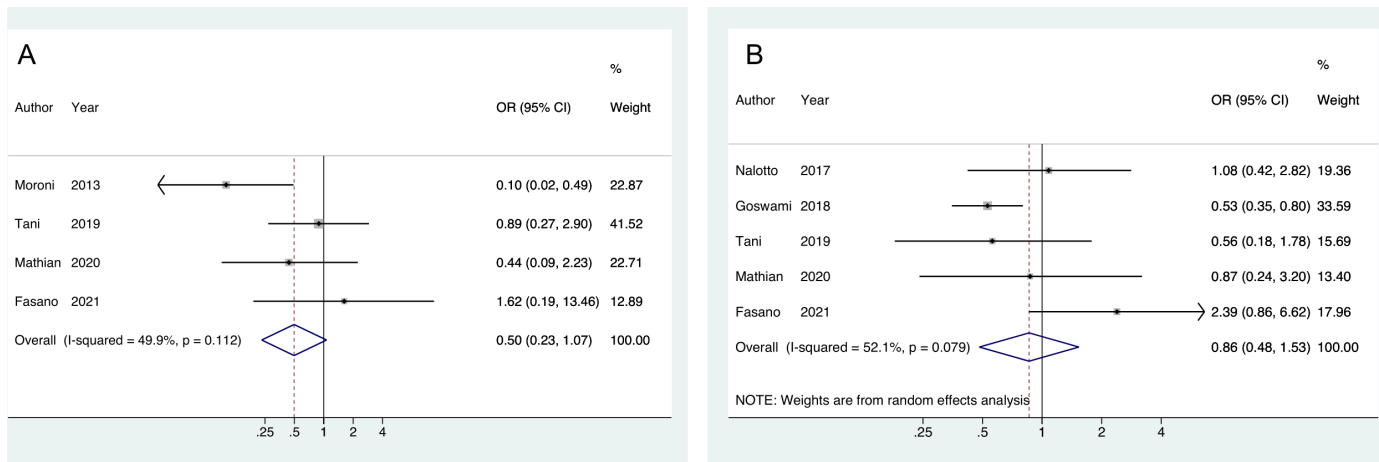 A
%
Author Year OR (95% CI) Weight
Moroni 2013 0.10 (0.02, 0.49) 22.87
Tani 2019 0.89 (0.27, 2.90) 41.52
Mathian 2020 0.44 (0.09, 2.23) 22.71
Fasano 2021 1.62 (0.19, 13.46) 12.89
Overall (I-squared = 49.9%, p = 0.112) 0.50 (0.23, 1.07) 100.00
.25 .5 1 2 4
B
%
Author Year OR (95% CI) Weight
Nalotto 2017 1.08 (0.42, 2.82) 19.36
Goswami 2018 0.53 (0.35, 0.80) 33.59
Tani 2019 0.56 (0.18, 1.78) 15.69
Mathian 2020 0.87 (0.24, 3.20) 13.40
Fasano 2021 2.39 (0.86, 6.62) 17.96
Overall (I-squared = 52.1%, p = 0.079) 0.86 (0.48, 1.53) 100.00
NOTE: Weights are from random effects analysis
.25 .5 1 2 4